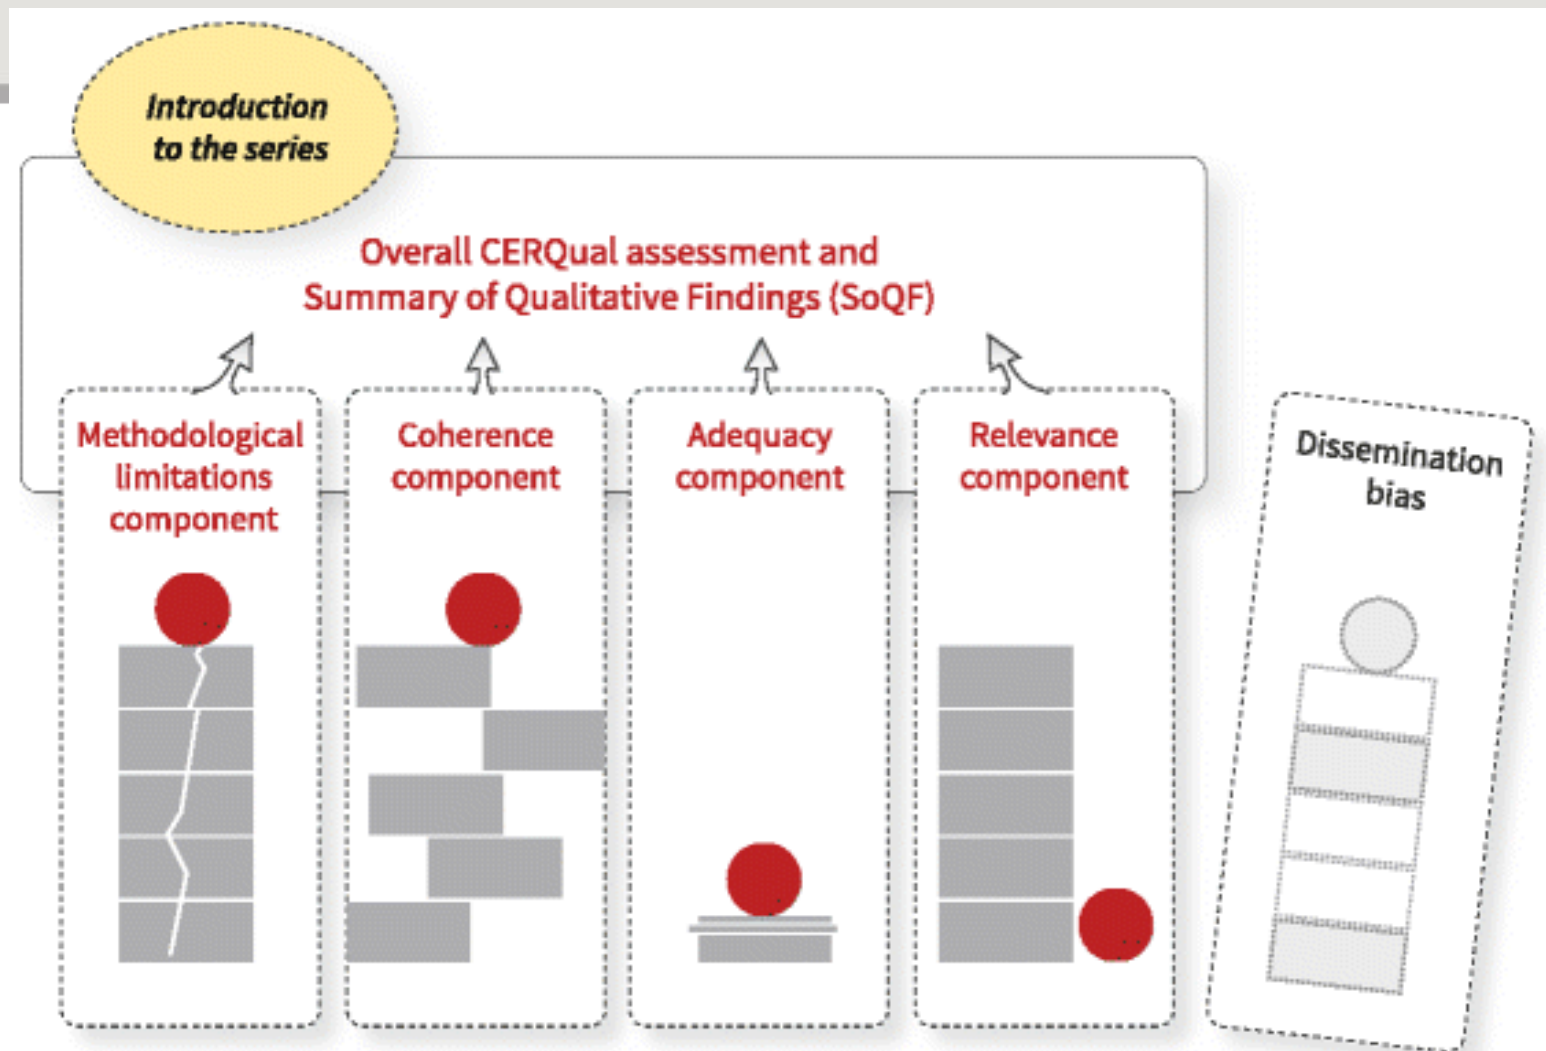 Introduction
to the series
Overall CERQual assessment and
Summary of Qualitative Findings (SoQF)
Methodological
limitations
component
Coherence
component
Adequacy
component
Relevance
component
Dissemination
bias